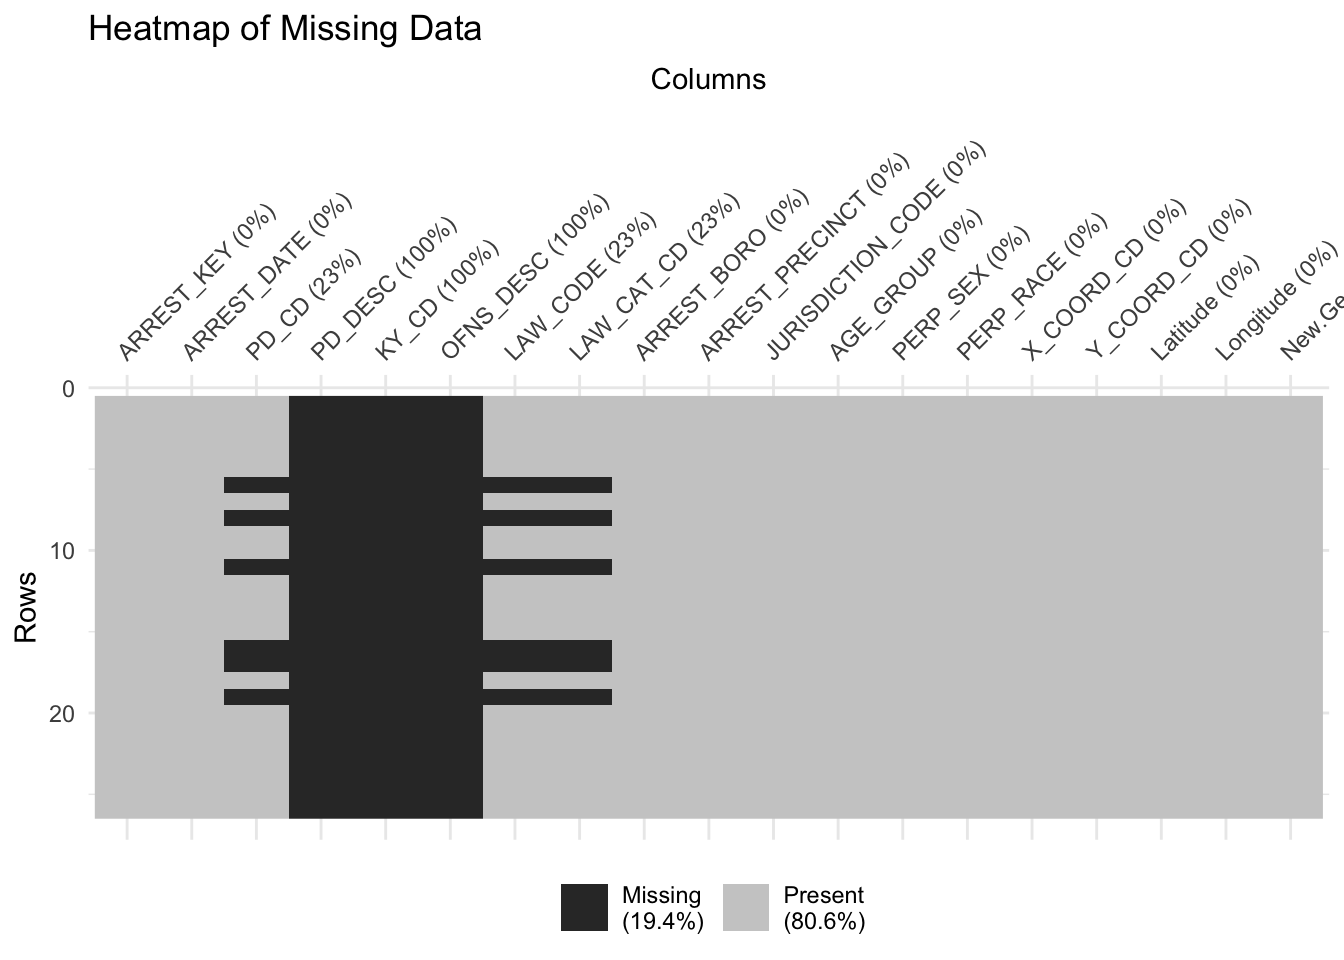 Heatmap of Missing Data
Columns
ARREST_KEY (0%)
ARREST_DATE (0%)
PD_CD (23%)
PD_DESC (100%)
KY_CD (100%)
OFNS_DESC (100%)
LAW_CODE (23%)
LAW_CAT_CD (23%)
ARREST_BORO (0%)
ARREST_PRECINCT (0%)
JURISDICTION_CODE (0%)
AGE_GROUP (0%)
PERP_SEX (0%)
PERP_RACE (0%)
X_COORD_CD (0%)
Y_COORD_CD (0%)
Latitude (0%)
Longitude (0%)
New.Ge
0
10
20
Rows
Missing
(19.4%)
Present
(80.6%)